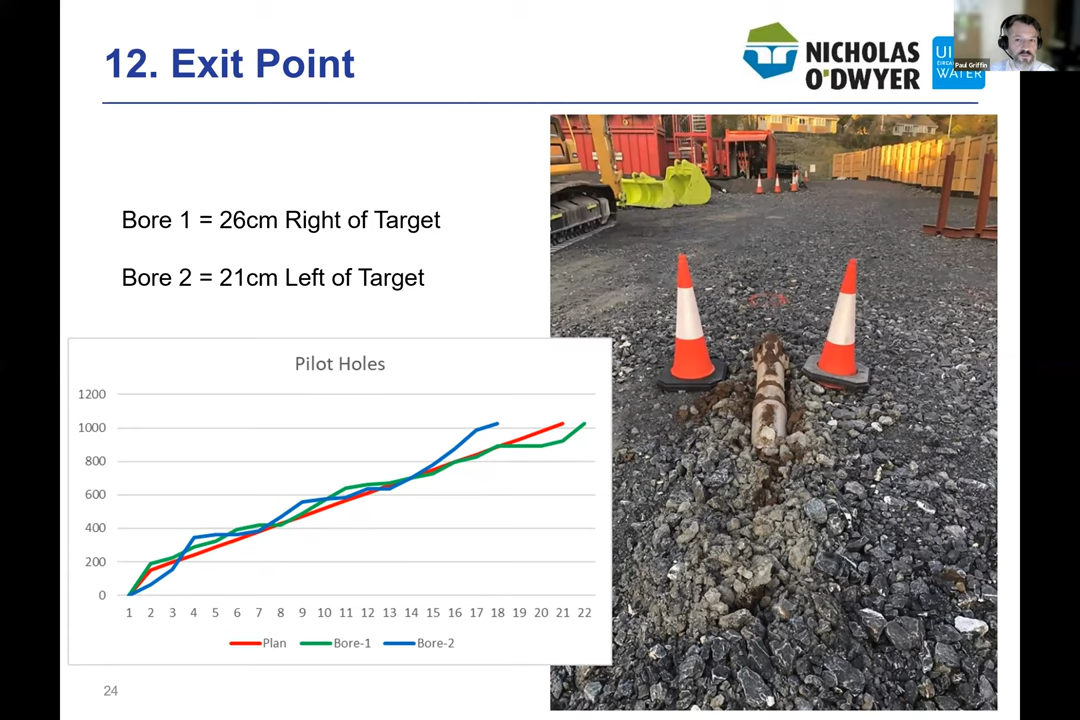 12. Exit Point
NICHOLAS
O'DWYER
UI
WATER
Paul Griffin
Bore 1 = 26cm Right of Target
Bore 2 = 21cm Left of Target
Pilot Holes
1200
1000
800
600
400
200
0
1 2 3 4 5 6 7 8 9 10 11 12 13 14 15 16 17 18 19 20 21 22
Plan Bore-1 Bore-2
24